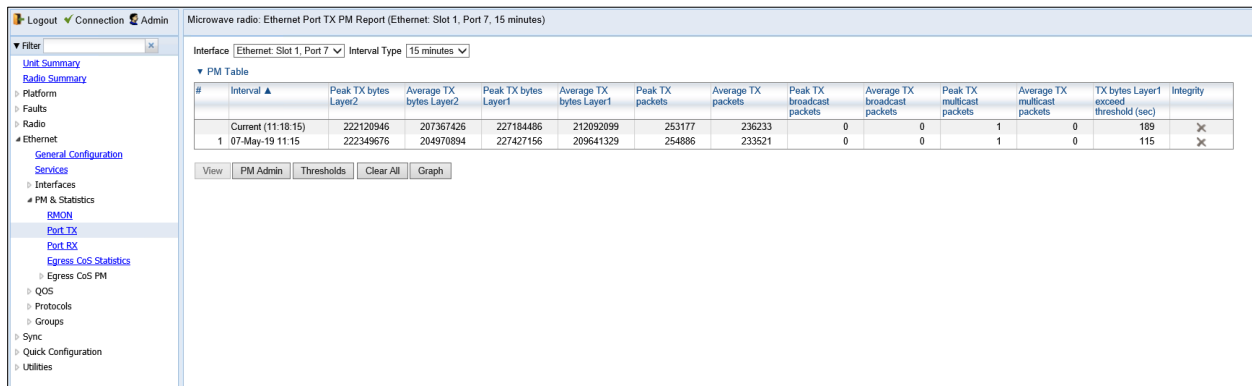 Logout Connection Admin
Microwave radio: Ethernet Port TX PM Report (Ethernet: Slot 1, Port 7, 15 minutes)
Filter
Unit Summary
Radio Summary
Platform
Faults
Radio
Ethernet
General Configuration
Services
Interfaces
PM & Statistics
RMON
Port TX
Port RX
Egress CoS Statistics
Egress CoS PM
QOS
Protocols
Groups
Sync
Quick Configuration
Utilities
Interface Ethernet: Slot 1, Port 7 Interval Type 15 minutes
PM Table
# Interval ▲ Peak TX bytes Layer2 Average TX bytes Layer2 Peak TX bytes Layer1 Average TX bytes Layer1 Peak TX packets Average TX packets Peak TX broadcast packets Average TX broadcast packets Peak TX multicast packets Average TX multicast packets TX bytes Layer1 exceed threshold (sec) Integrity
Current (11:18:15) 222120946 207367426 227184486 212092099 253177 236233 0 0 1 0 189
1 07-May-19 11:15 222349676 204970894 227427156 209641329 254886 233521 0 0 1 0 115
View PM Admin Thresholds Clear All Graph